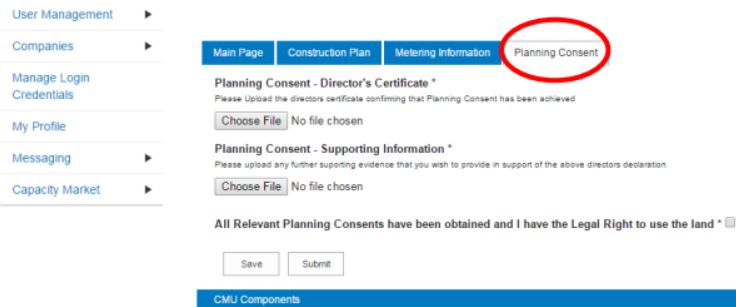 User Management
Companies
Manage Login
Credentials
My Profile
Messaging
Capacity Market
Main Page Construction Plan Metering Information Planning Consent
Planning Consent - Director's Certificate *
Please Upload the directors certificate confirming that Planning Consent has been achieved
Choose File No file chosen
Planning Consent - Supporting Information *
Please upload any further suporting evidence that you wish to provide in support of the above directors declaration
Choose File No file chosen
All Relevant Planning Consents have been obtained and I have the Legal Right to use the land *
Save Submit
CMU Components